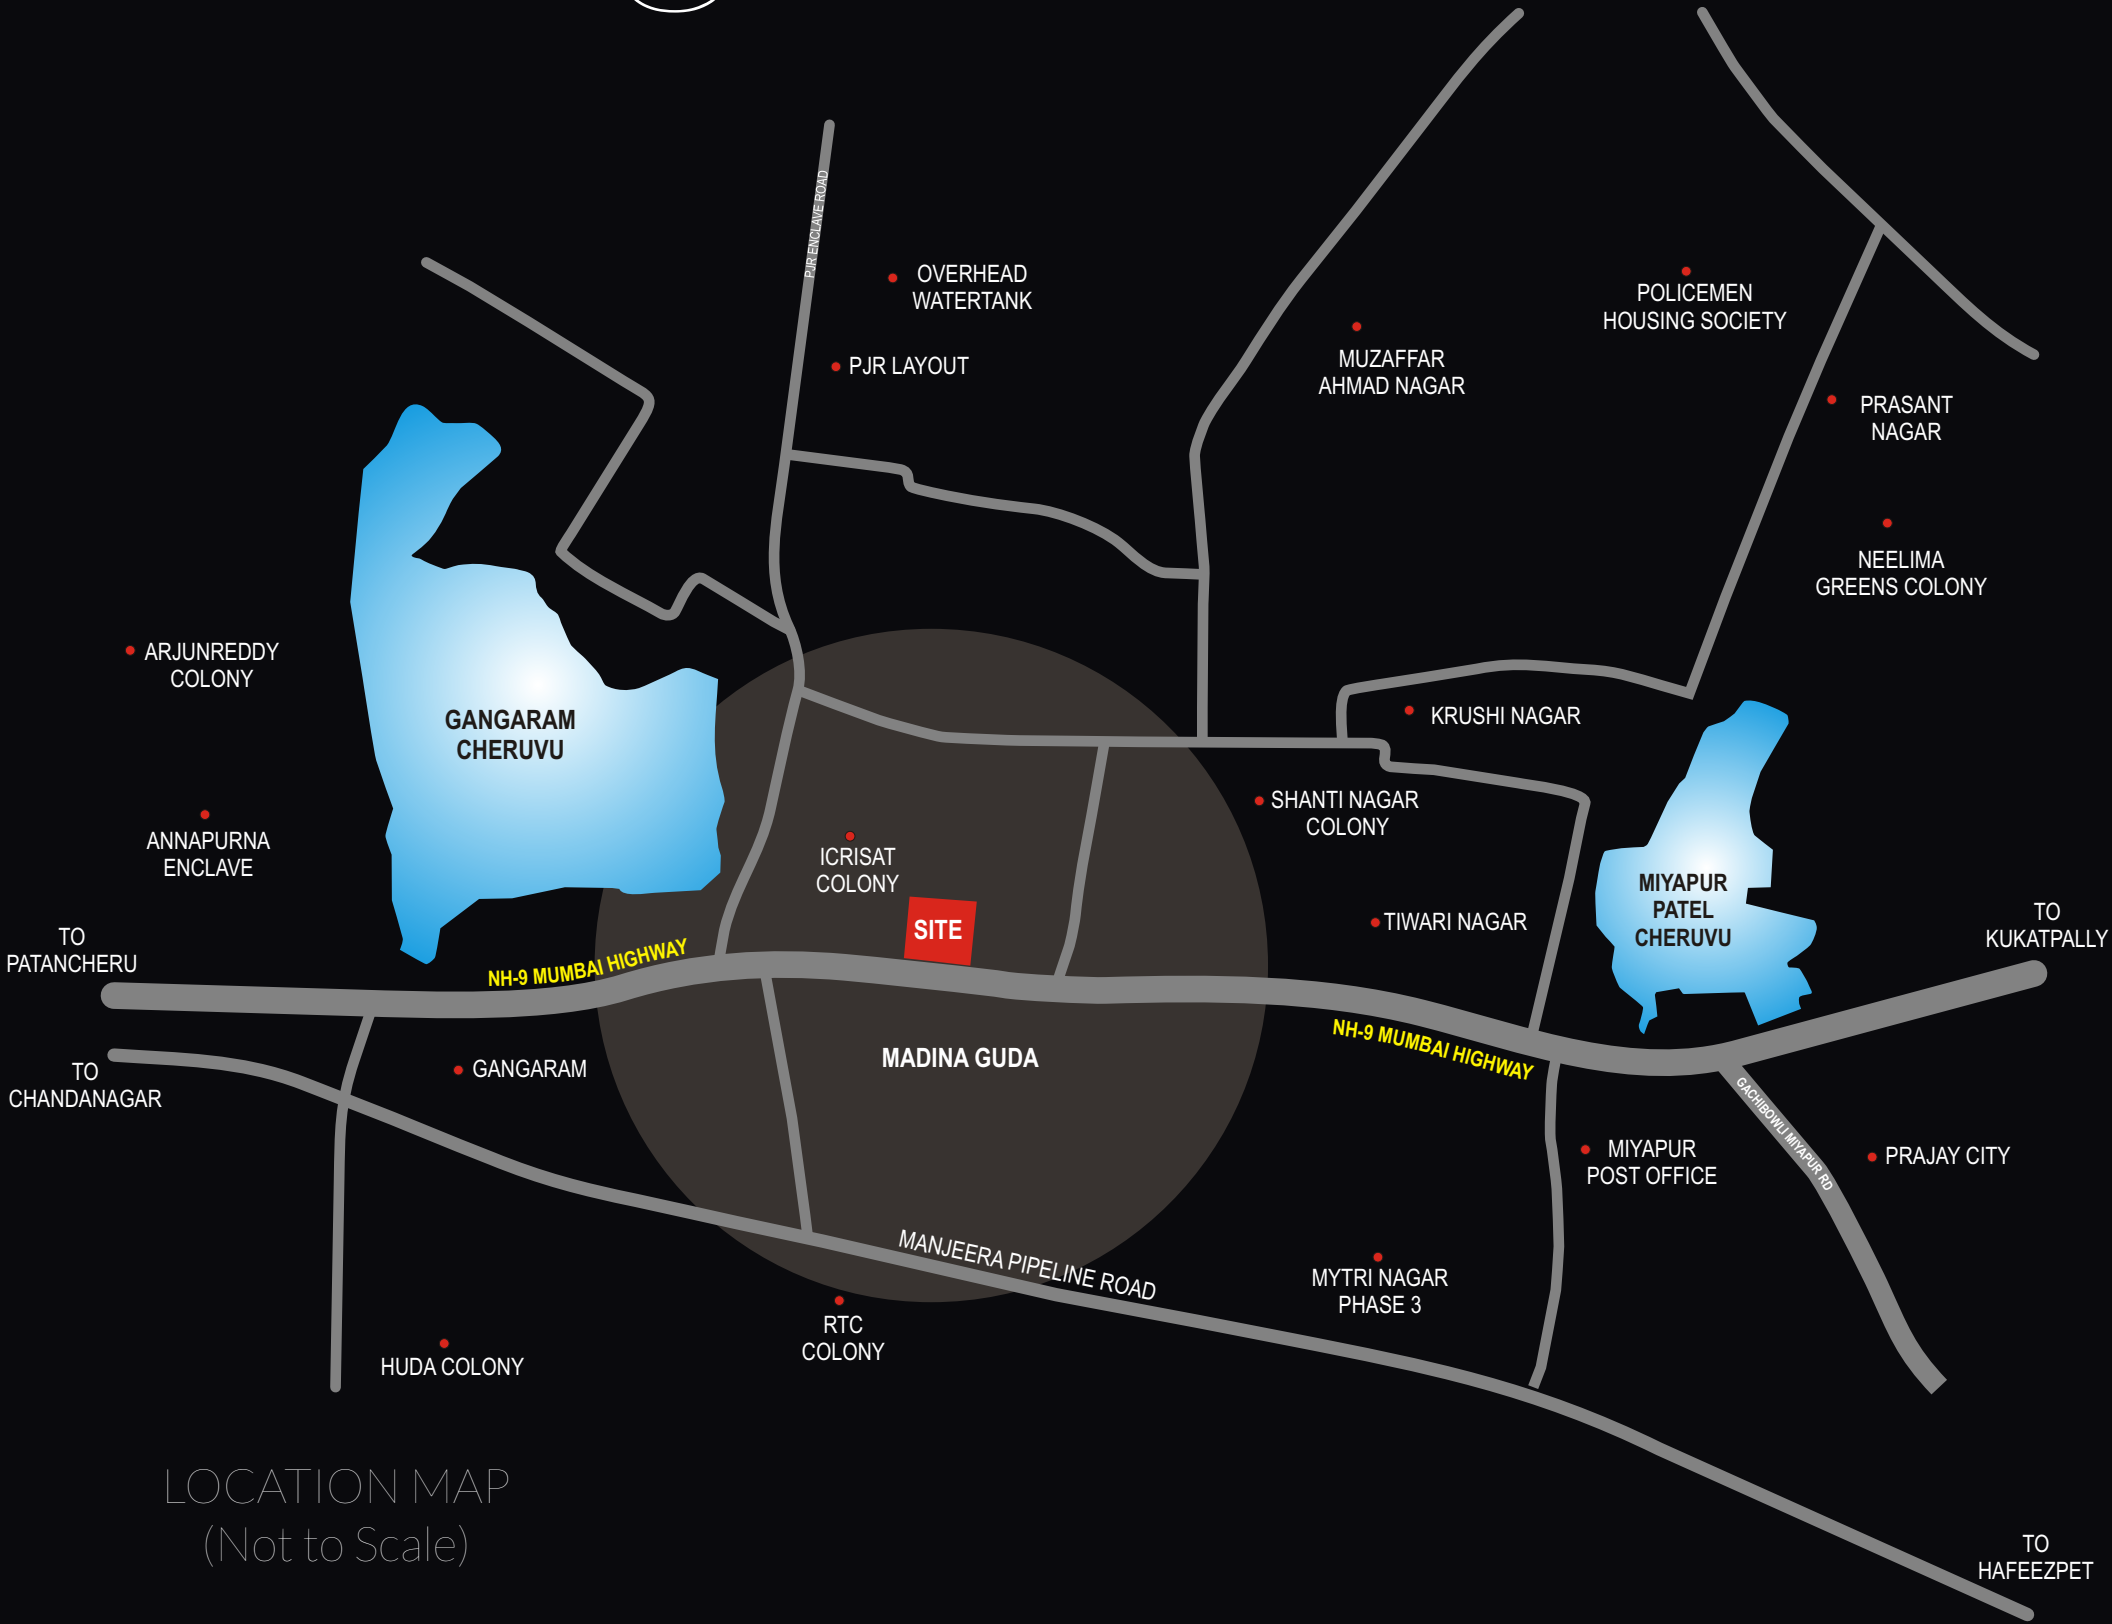 PJR ENCLAVE ROAD
OVERHEAD
WATERTANK
PJR LAYOUT
MUZAFFAR
AHMAD NAGAR
POLICEMEN
HOUSING SOCIETY
PRASANT
NAGAR
NEELIMA
GREENS COLONY
ARJUNREDDY
COLONY
GANGARAM
CHERUVU
KRUSHI NAGAR
SHANTI NAGAR
COLONY
ANNAPURNA
ENCLAVE
ICRISAT
COLONY
SITE
TIWARI NAGAR
MIYAPUR
PATEL
CHERUVU
TO
KUKATPALLY
TO
PATANCHERU
NH-9 MUMBAI HIGHWAY
NH-9 MUMBAI HIGHWAY
MADINA GUDA
TO
CHANDANAGAR
GANGARAM
GACHIBOWLI MIYAPUR RD
MIYAPUR
POST OFFICE
PRAJAY CITY
MANJEERA PIPELINE ROAD
MYTRI NAGAR
PHASE 3
RTC
COLONY
HUDA COLONY
LOCATION MAP
(Not to Scale)
TO
HAFEEZPET